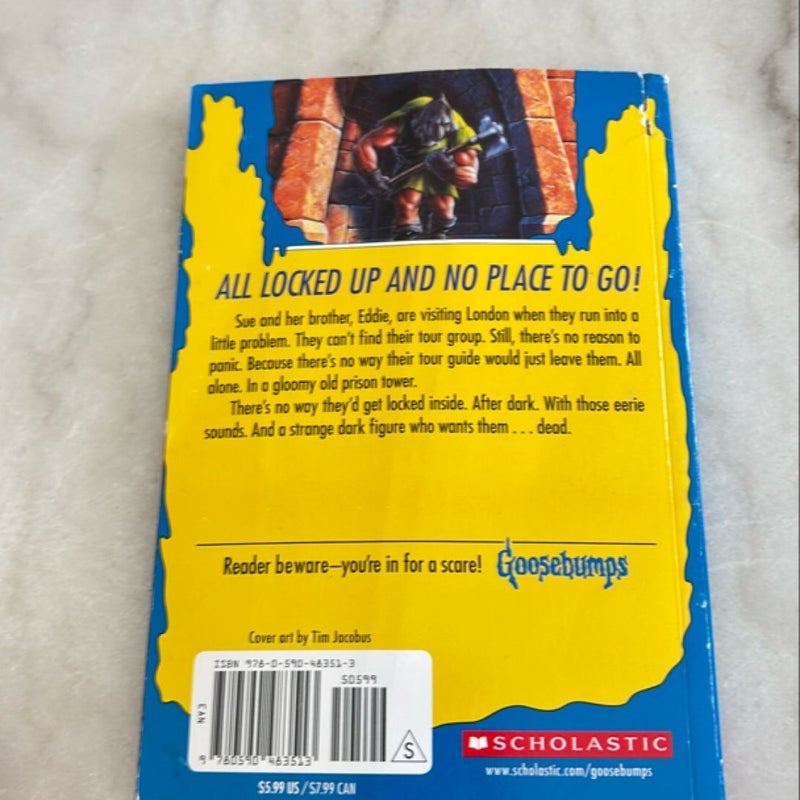 ALL LOCKED UP AND NO PLACE TO GO!
Sue and her brother, Eddie, are visiting London when they run into a
little problem. They can't find their tour group. Still, there's no reason to
panic. Because there's no way their tour guide would just leave them. All
alone. In a gloomy old prison tower.
There's no way they'd get locked inside. After dark. With those eerie
sounds. And a strange dark figure who wants them . . . dead.
Reader beware—you're in for a scare! Goosebumps
Cover art by Tim Jacobus
ISBN 978-0-590-48351-3
50599
EAN
9 780590 483513
S
SCHOLASTIC
www.scholastic.com/goosebumps
$5.99 US / $7.99 CAN